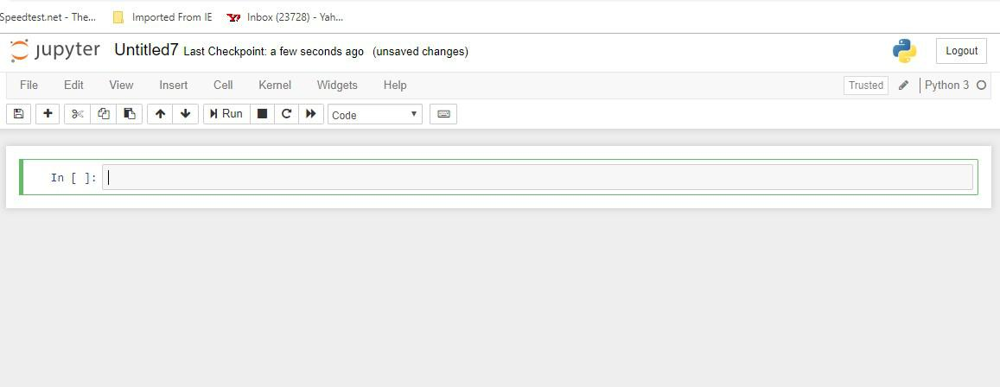 Speedtest.net - The... Imported From IE Inbox (23728) - Yah...
jupyter Untitled7 Last Checkpoint: a few seconds ago (unsaved changes) Logout
File Edit View Insert Cell Kernel Widgets Help Trusted Python 3
Run Code
In [ ]: